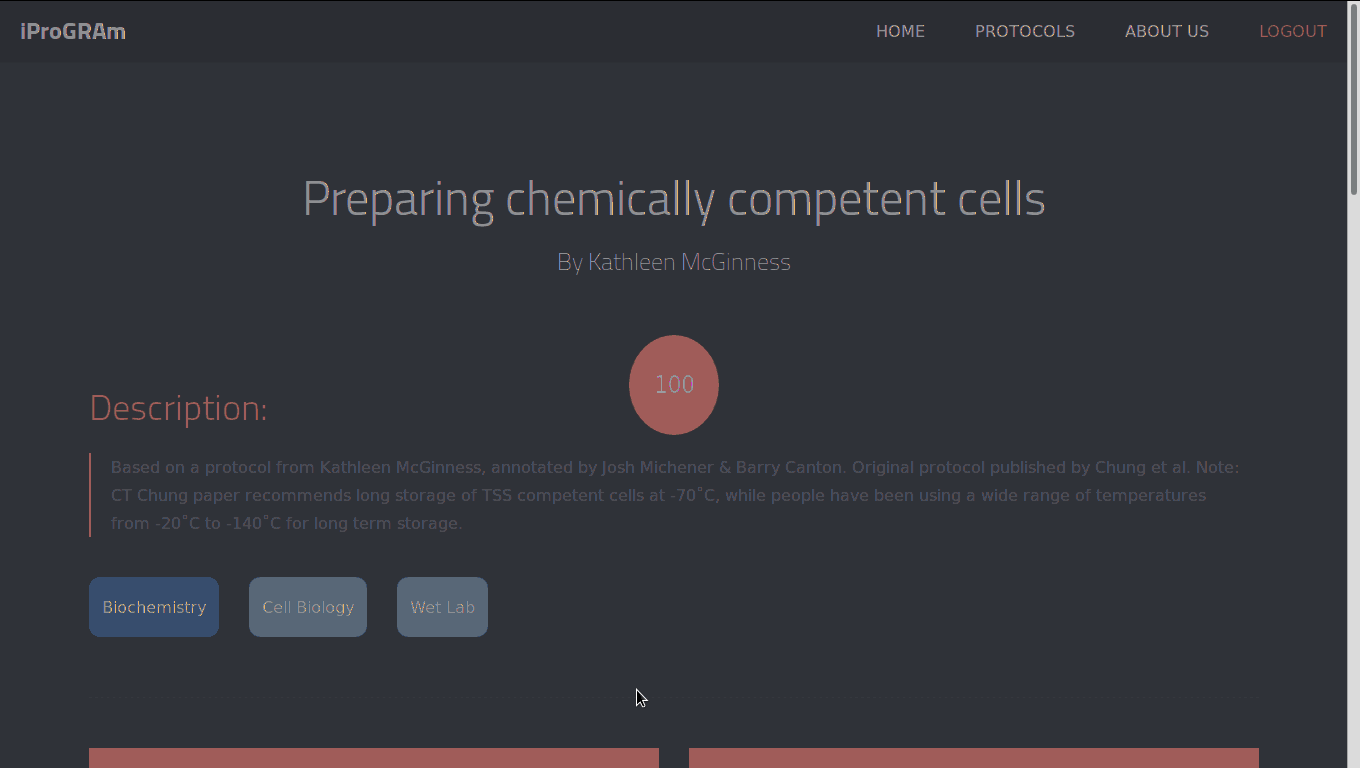 iProGRAm
HOME PROTOCOLS ABOUT US LOGOUT
Preparing chemically competent cells
By Kathleen McGinness
100
Description:
Based on a protocol from Kathleen McGinness, annotated by Josh Michener & Barry Canton. Original protocol published by Chung et al. Note:
CT Chung paper recommends long storage of TSS competent cells at -70˚C, while people have been using a wide range of temperatures
from -20˚C to -140˚C for long term storage.
Biochemistry Cell Biology Wet Lab